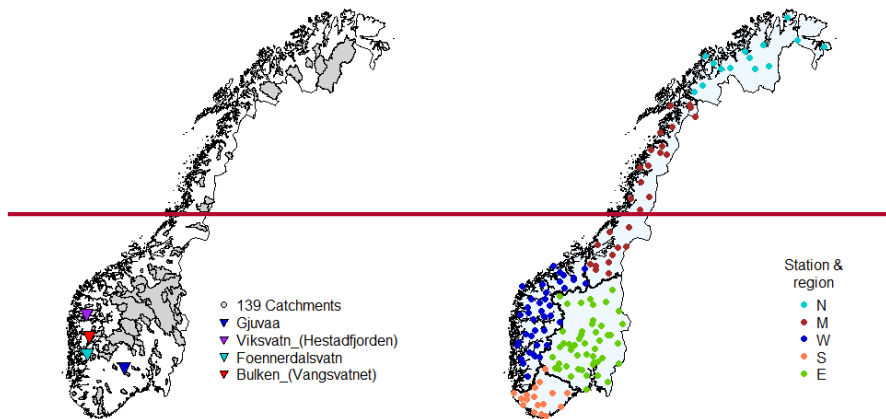 139 Catchments
Gjuvaa
Viksvatn_(Hestadfjorden)
Foennerdalsvatn
Bulken_(Vangsvatnet)
Station &
region
N
M
W
S
E